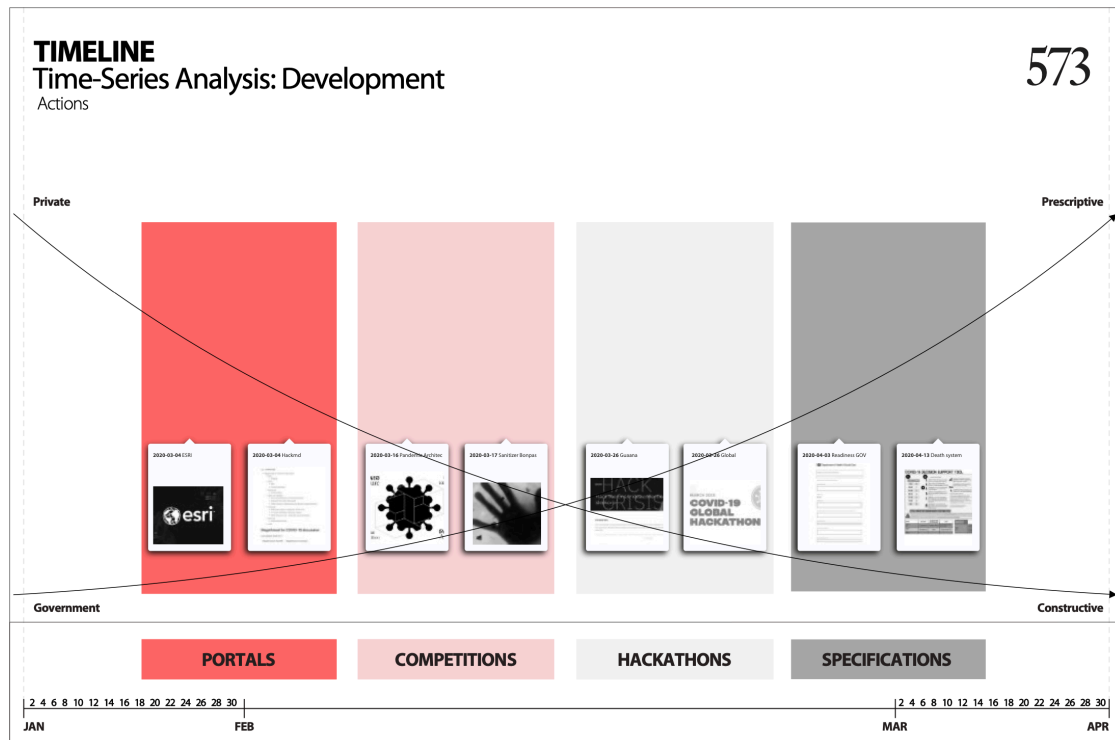 TIMELINE
Time-Series Analysis: Development
Actions
573
Private
Prescriptive
2020-03-04 ESRI
2020-03-04 Hackmd
2020-03-16 Pandemic Architec
2020-03-17 Sanitizer Bonpas
2020-03-26 Guaana
2020-03-26 Global
2020-04-03 Readiness GOV
2020-04-13 Death system
esri
HACK
CRISIS
MARCH 2020
COVID-19
GLOBAL
HACKATHON
Government
Constructive
PORTALS
COMPETITIONS
HACKATHONS
SPECIFICATIONS
2 4 6 8 10 12 14 16 18 20 22 24 26 28 30
2 4 6 8 10 12 14 16 18 20 22 24 26 28 30
JAN
FEB
MAR
APR